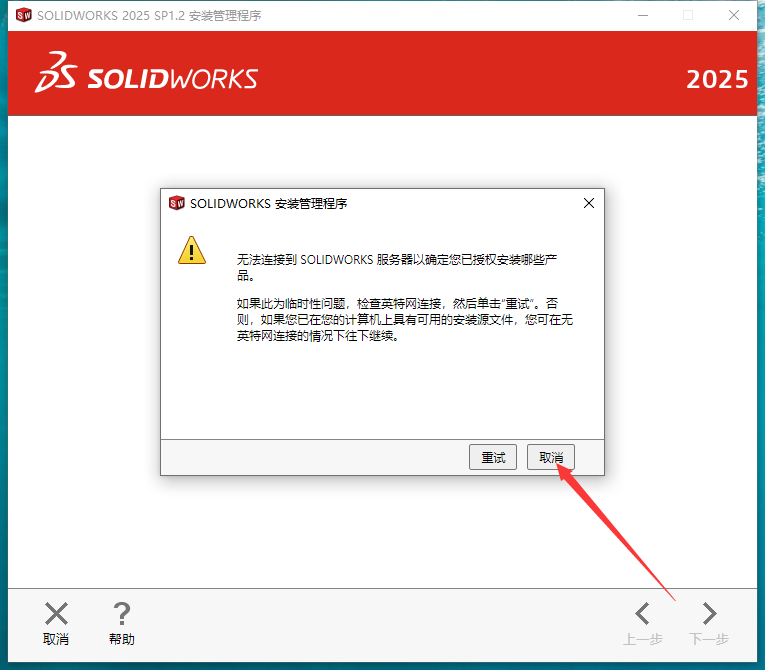 SOLIDWORKS 2025 SP1.2 安装管理程序
SOLIDWORKS
2025
SOLIDWORKS 安装管理程序
无法连接到 SOLIDWORKS 服务器以确定您已授权安装哪些产
品。
如果此为临时性问题，检查英特网连接，然后单击“重试”。否
则，如果您已在您的计算机上具有可用的安装源文件，您可在无
英特网连接的情况下往下继续。
重试
取消
取消
帮助
上一步
下一步